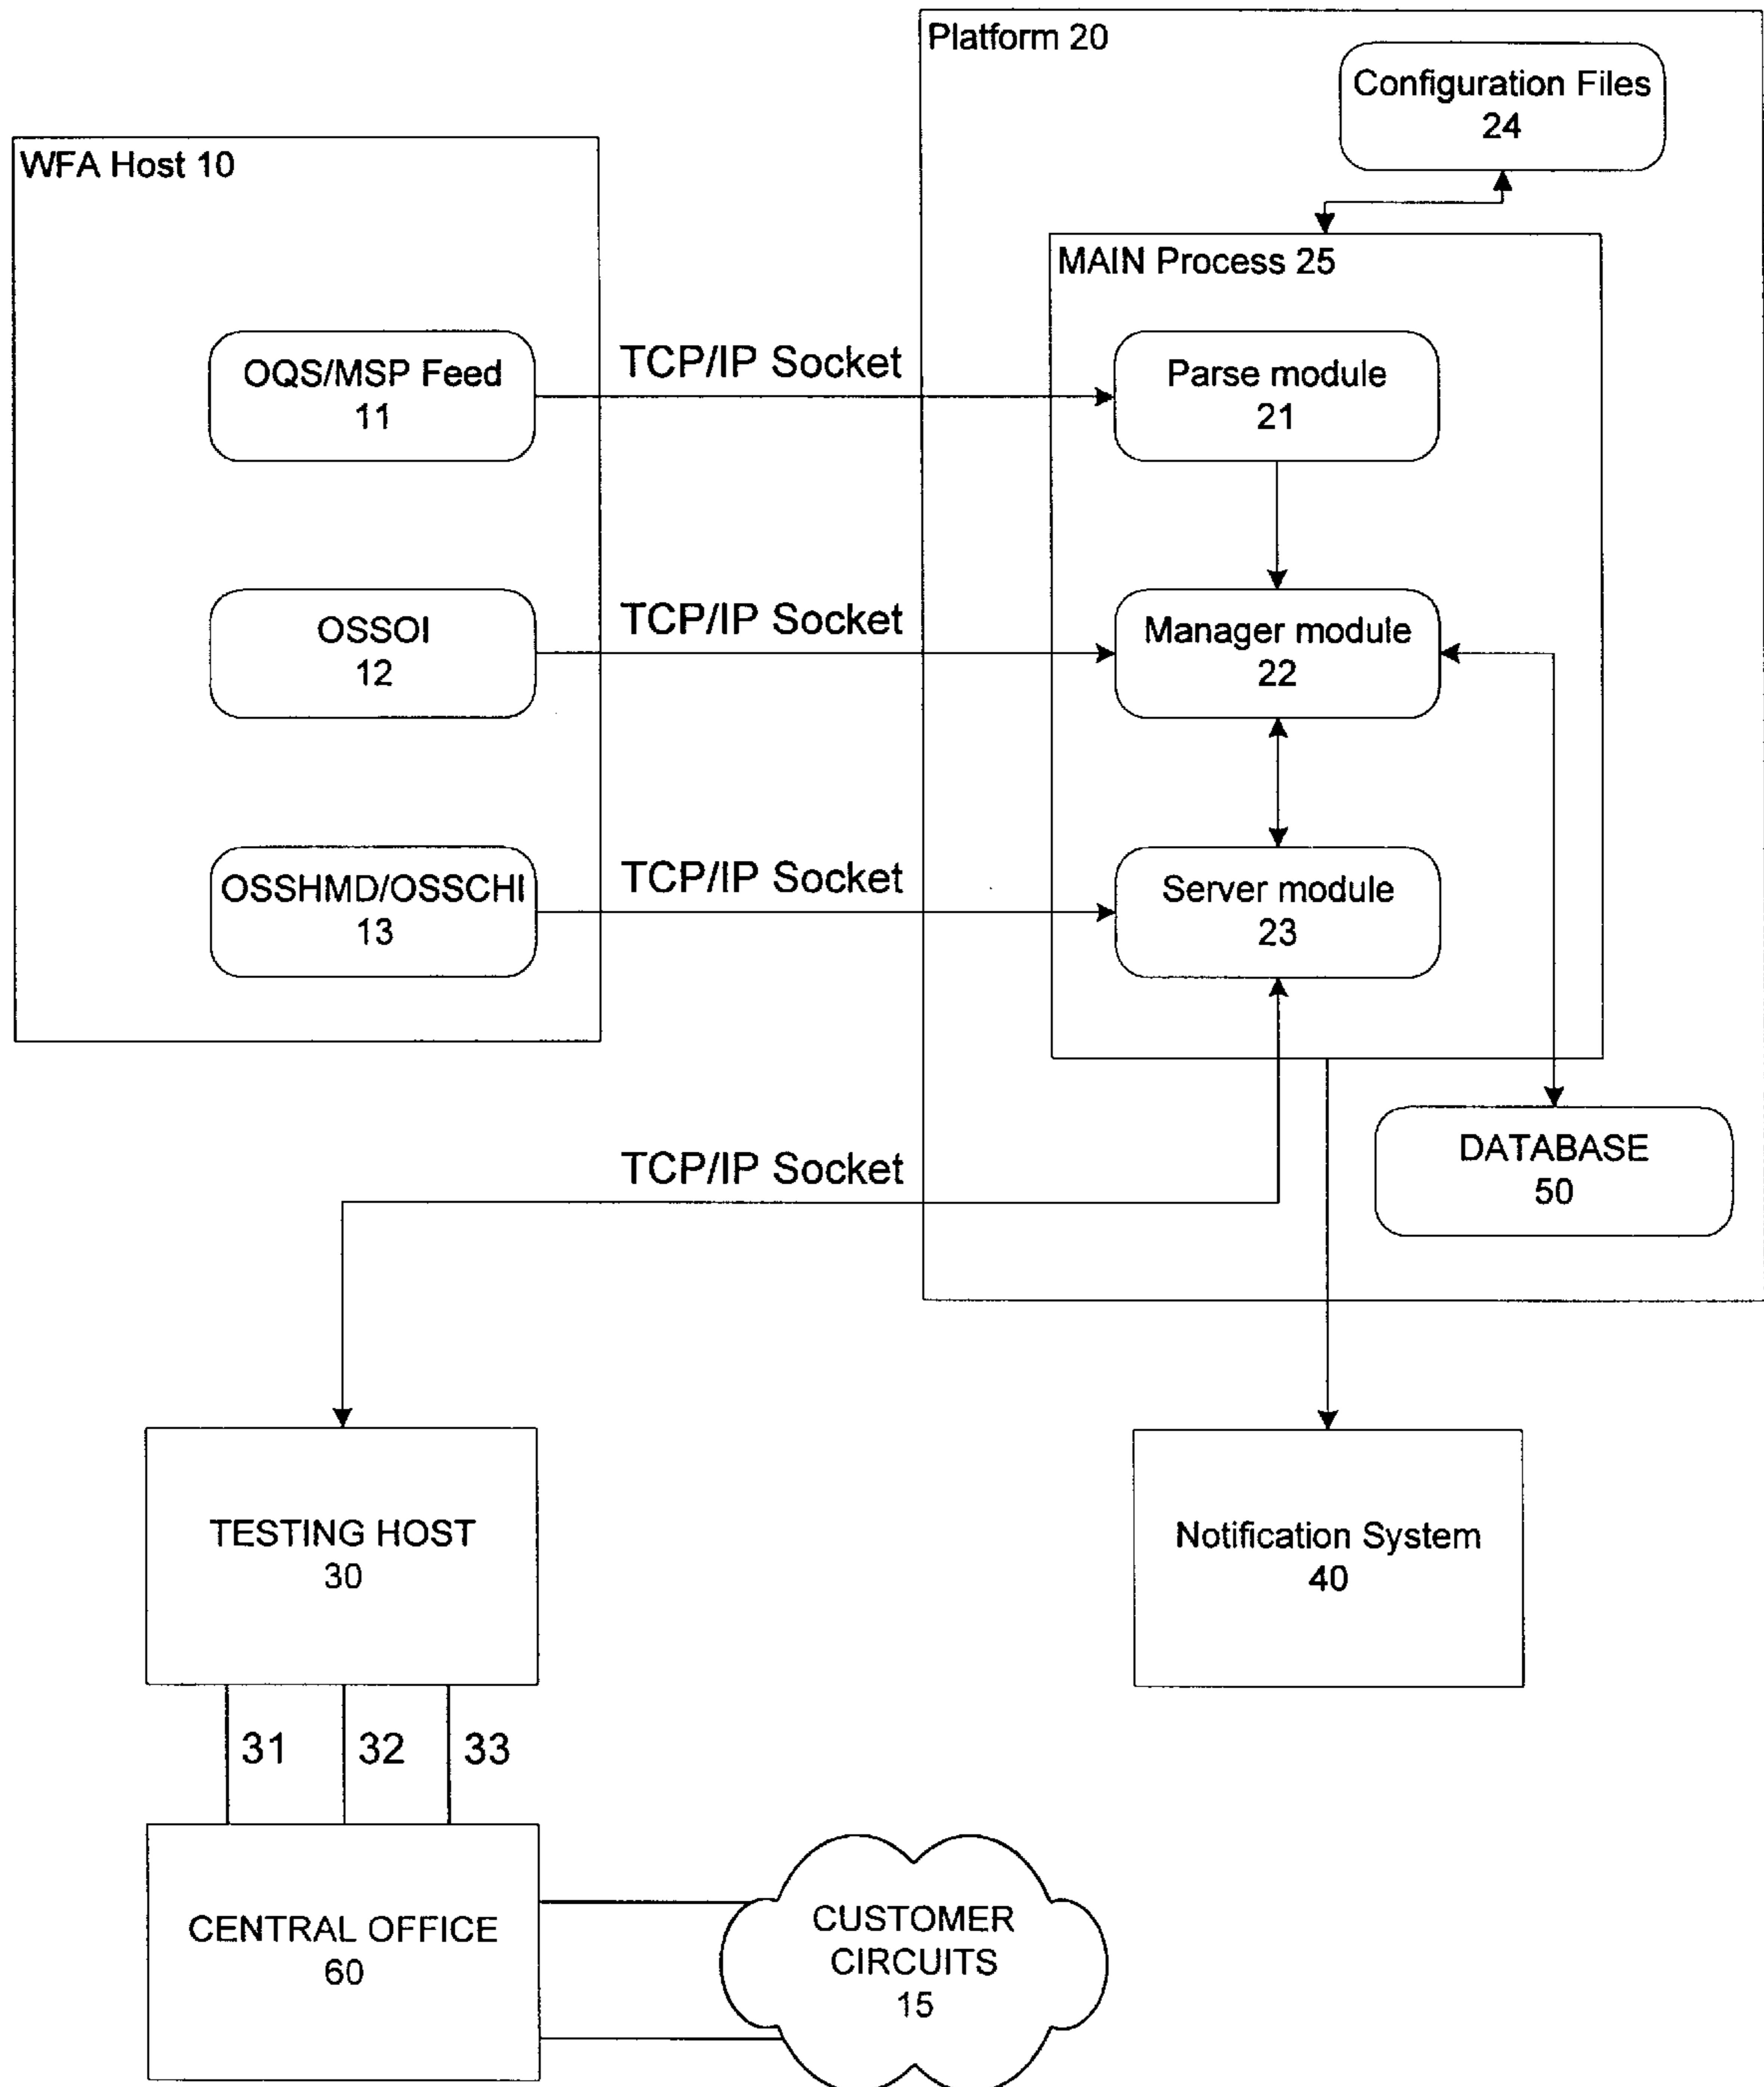 Platform 20
Configuration Files
24
WFA Host 10
MAIN Process 25
OQS/MSP Feed
11
TCP/IP Socket
Parse module
21
OSSOI
12
TCP/IP Socket
Manager module
22
OSSHMD/OSSCHI
13
TCP/IP Socket
Server module
23
TCP/IP Socket
DATABASE
50
TESTING HOST
30
Notification System
40
31
32
33
CENTRAL OFFICE
60
CUSTOMER
CIRCUITS
15